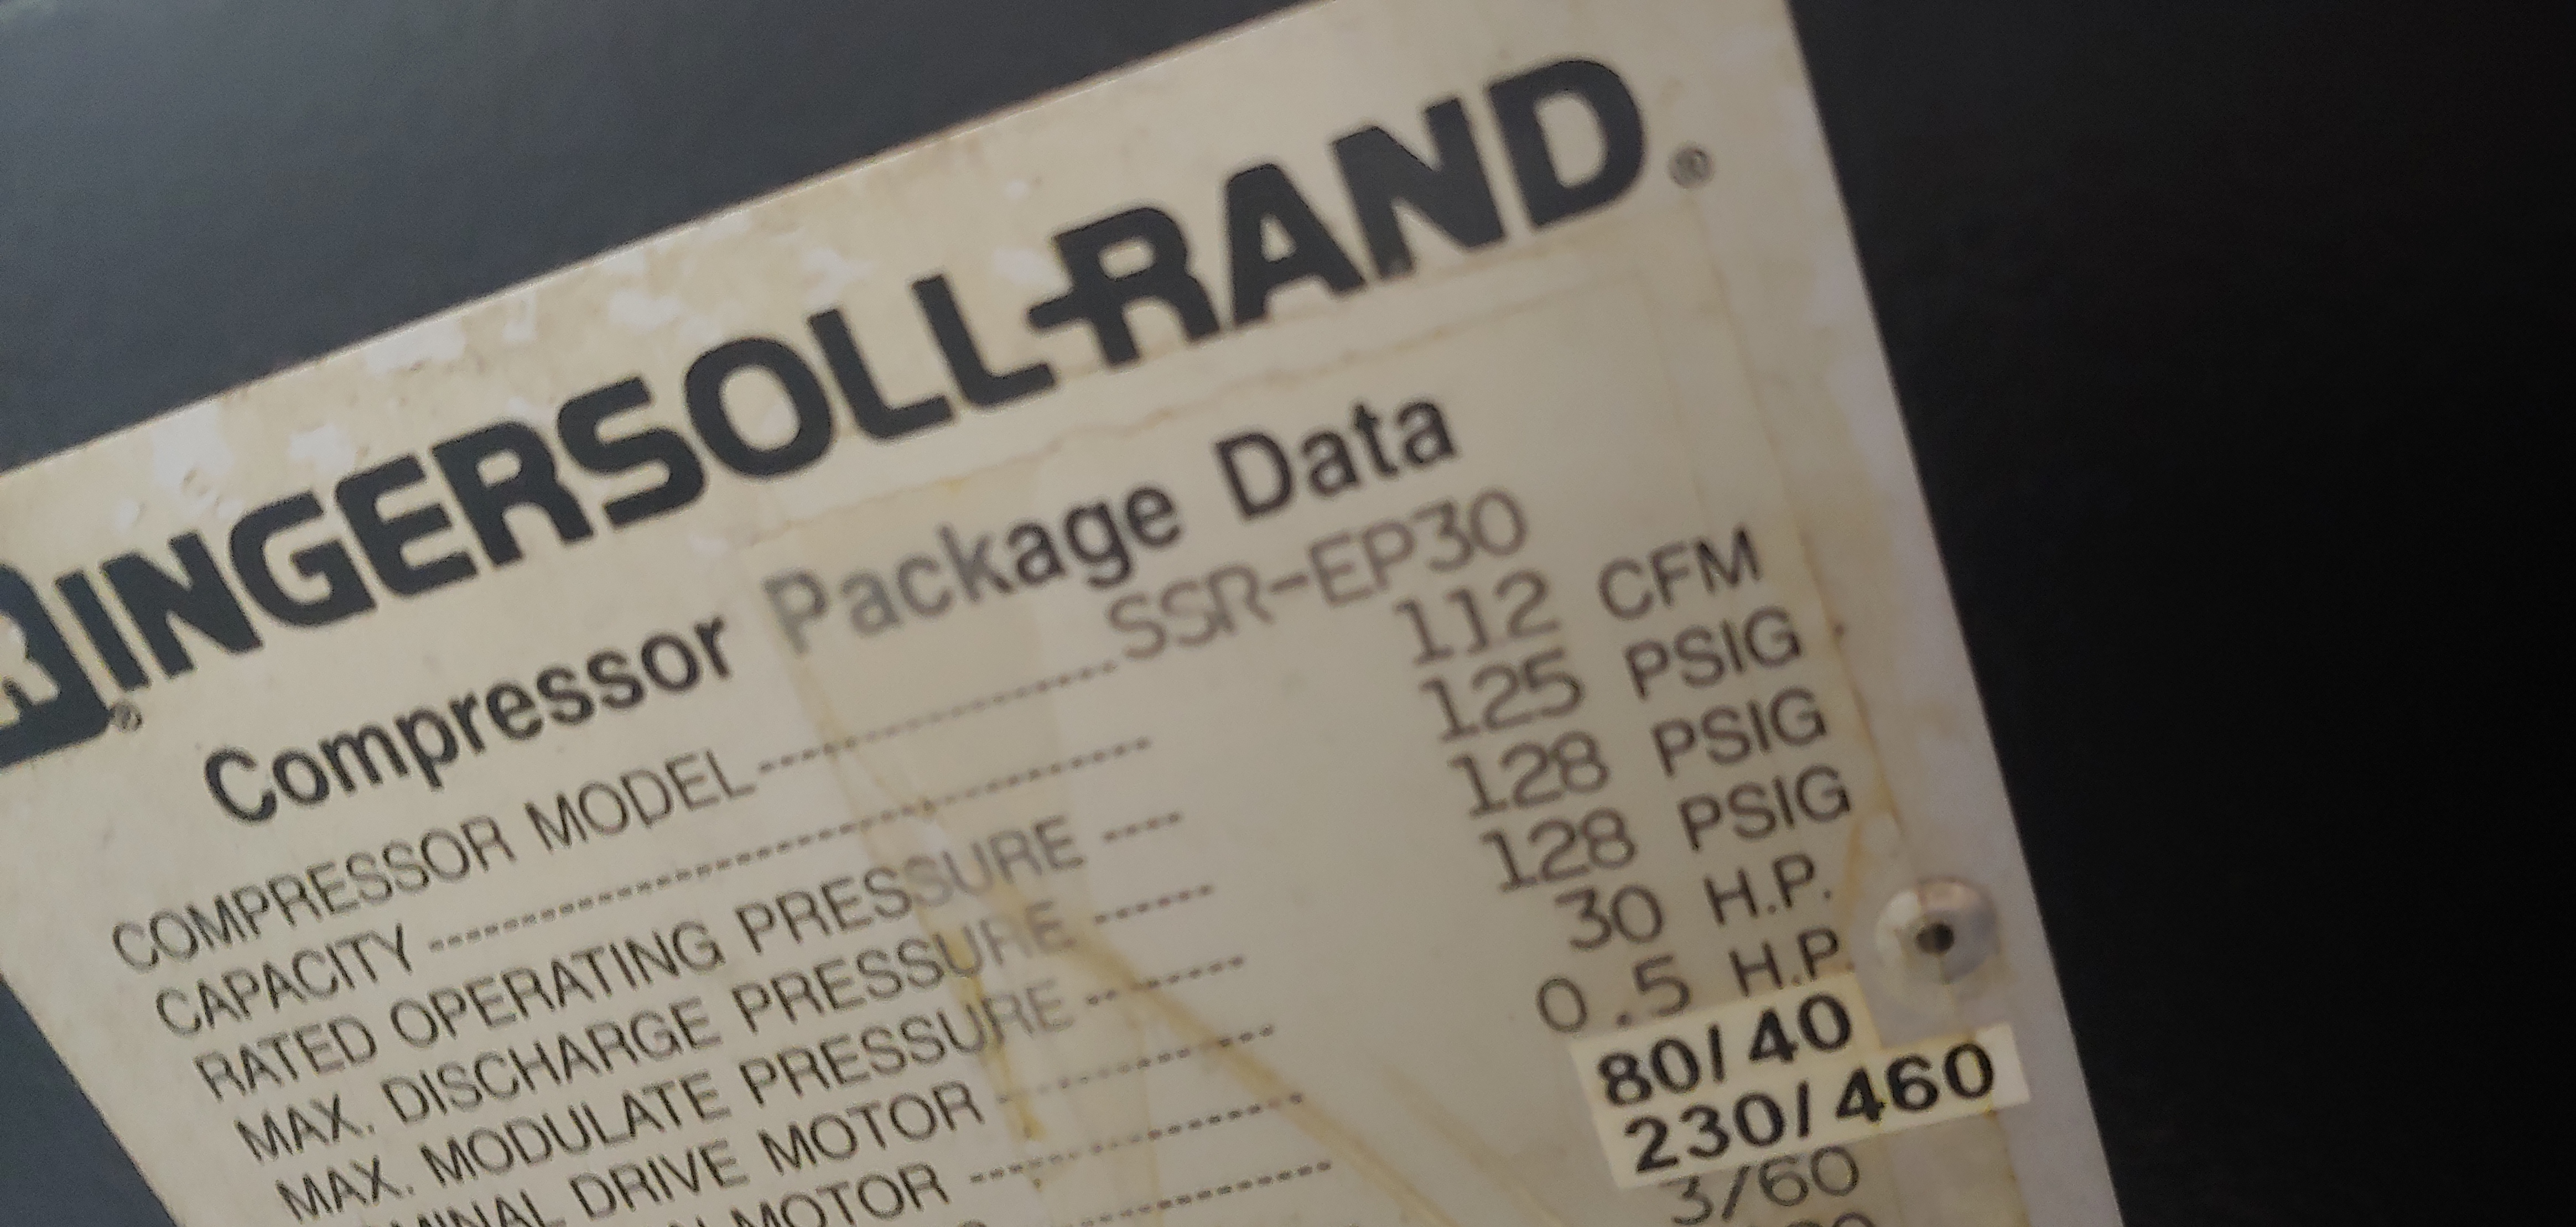 INGERSOLL-RAND®
Compressor Package Data
COMPRESSOR MODEL------------SSR-EP30
CAPACITY------------ 112 CFM
RATED OPERATING PRESSURE ---- 125 PSIG
MAX. DISCHARGE PRESSURE ------ 128 PSIG
MAX. MODULATE PRESSURE -------- 128 PSIG
DRIVE MOTOR ------------ 30 H.P.
MOTOR ------------ 0.5 H.P.
80/40
230/460
3/60